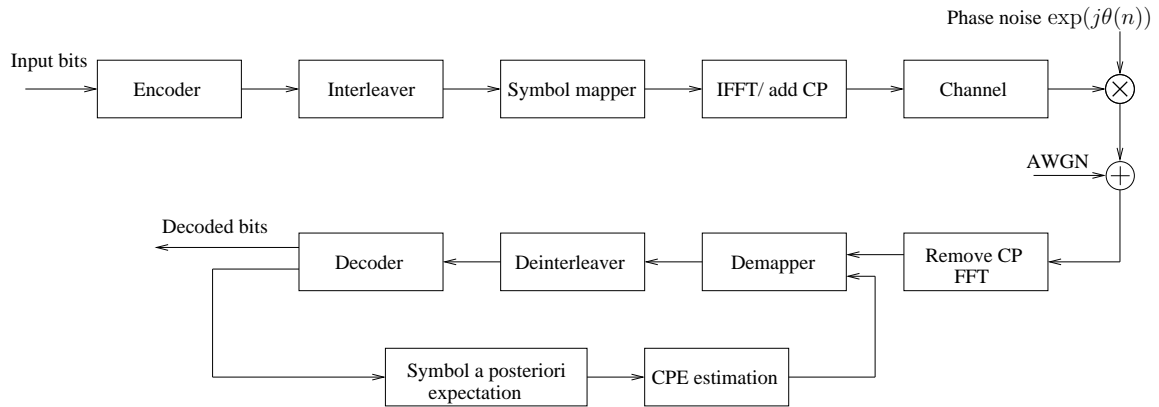 Phase noise exp(jθ(n))
Input bits
Encoder
Interleaver
Symbol mapper
IFFT/ add CP
Channel
AWGN
Decoded bits
Decoder
Deinterleaver
Demapper
Remove CP
FFT
Symbol a posteriori
expectation
CPE estimation